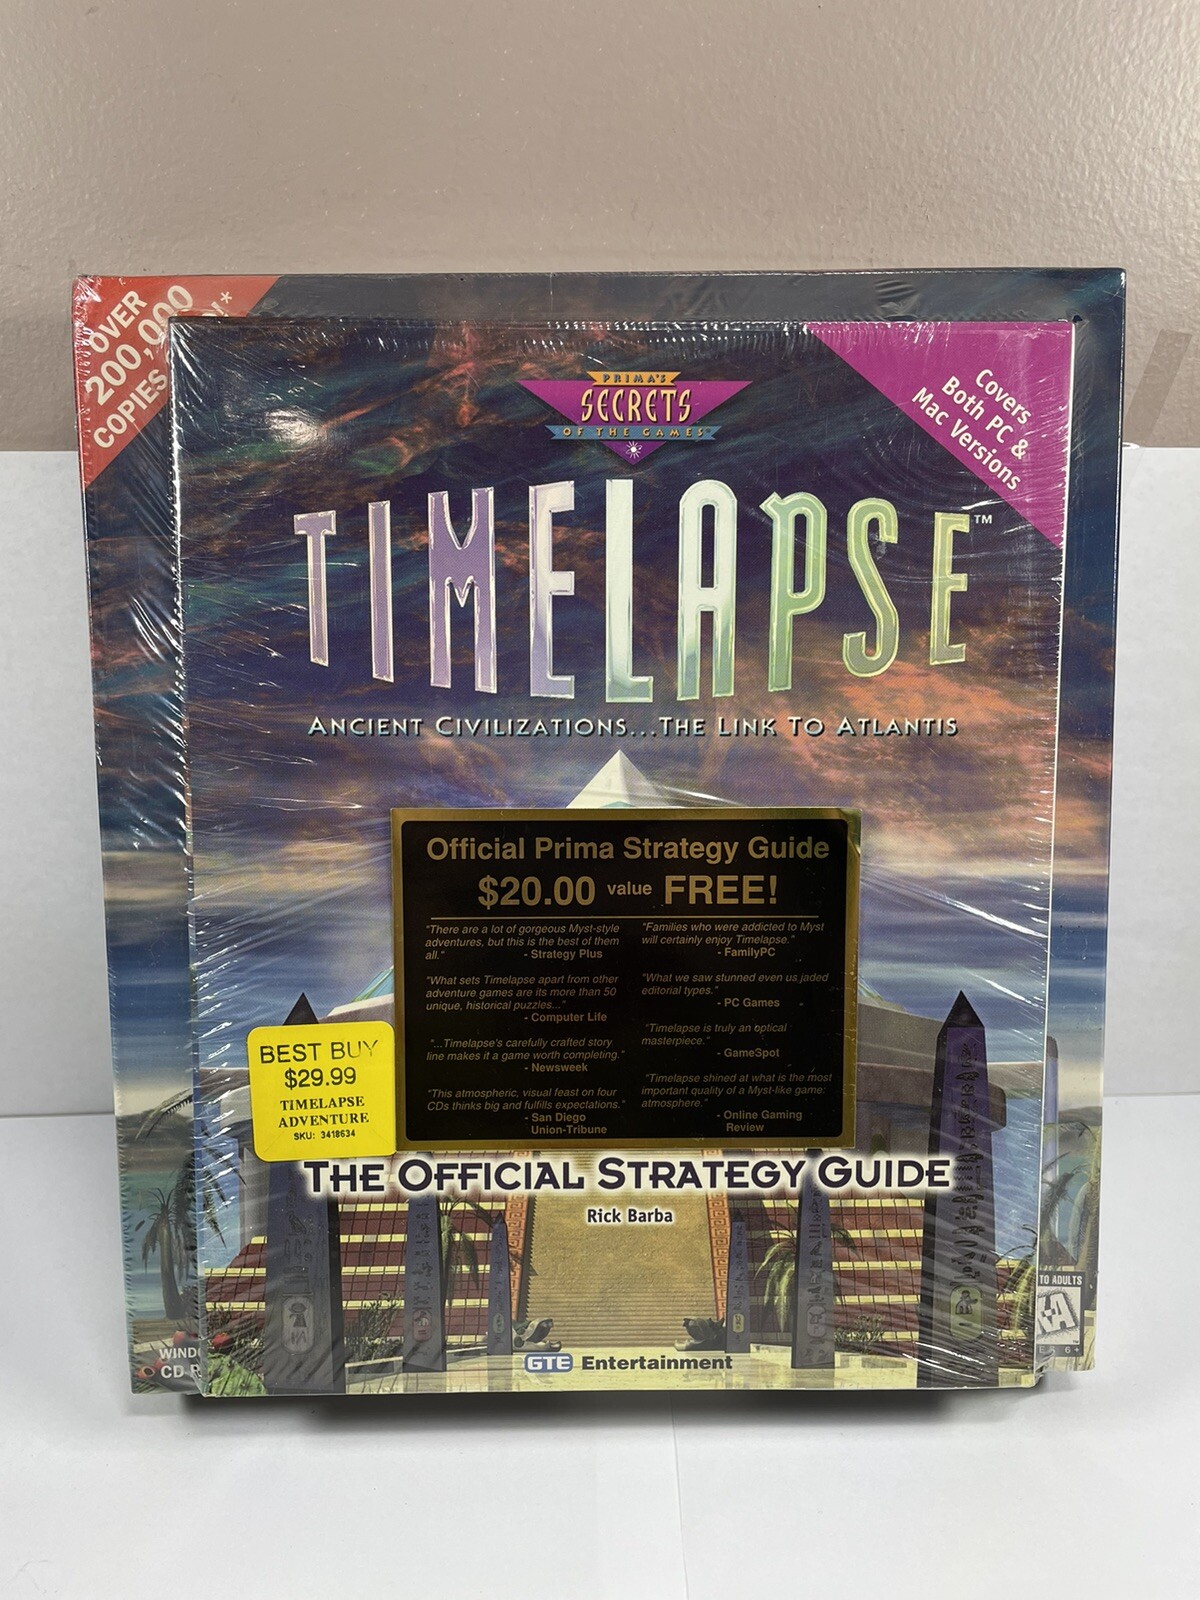 OVER
200,000
COPIES
D!*
PRIMA'S
SECRETS
OF THE GAMES
Covers
Both PC &
Mac Versions
TIMELAPSE™
ANCIENT CIVILIZATIONS...THE LINK TO ATLANTIS
Official Prima Strategy Guide
$20.00 value FREE!
"There are a lot of gorgeous Myst-style
adventures, but this is the best of them
all."
- Strategy Plus
"What sets Timelapse apart from other
adventure games are its more than 50
unique, historical puzzles..."
- Computer Life
"...Timelapse's carefully crafted story
line makes it a game worth completing."
- Newsweek
"This atmospheric, visual feast on four
CDs thinks big and fulfills expectations."
- San Diego
Union-Tribune
"Families who were addicted to Myst
will certainly enjoy Timelapse."
- FamilyPC
"What we saw stunned even us jaded
editorial types."
- PC Games
"Timelapse is truly an optical
masterpiece."
- GameSpot
"Timelapse shined at what is the most
important quality of a Myst-like game:
atmosphere."
- Online Gaming
Review
BEST BUY
$29.99
TIMELAPSE
ADVENTURE
SKU: 3418634
THE OFFICIAL STRATEGY GUIDE
Rick Barba
GTE Entertainment
WINDO
CD-R
TO ADULTS
KA
6+